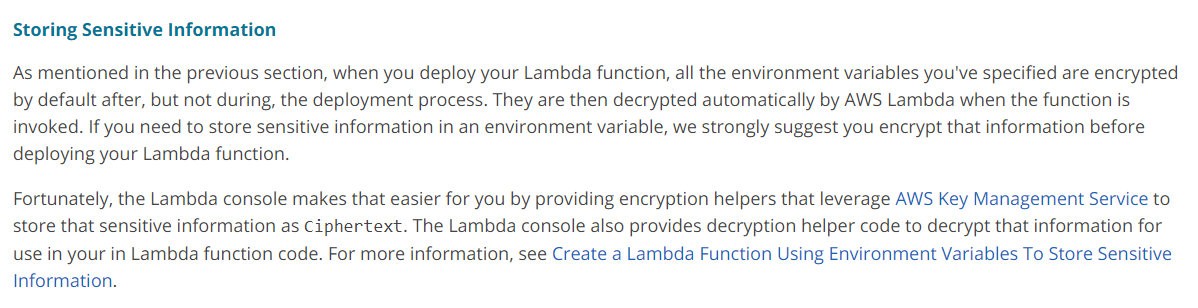 Storing Sensitive Information
As mentioned in the previous section, when you deploy your Lambda function, all the environment variables you've specified are encrypted
by default after, but not during, the deployment process. They are then decrypted automatically by AWS Lambda when the function is
invoked. If you need to store sensitive information in an environment variable, we strongly suggest you encrypt that information before
deploying your Lambda function.
Fortunately, the Lambda console makes that easier for you by providing encryption helpers that leverage AWS Key Management Service to
store that sensitive information as Ciphertext. The Lambda console also provides decryption helper code to decrypt that information for
use in your in Lambda function code. For more information, see Create a Lambda Function Using Environment Variables To Store Sensitive
Information.